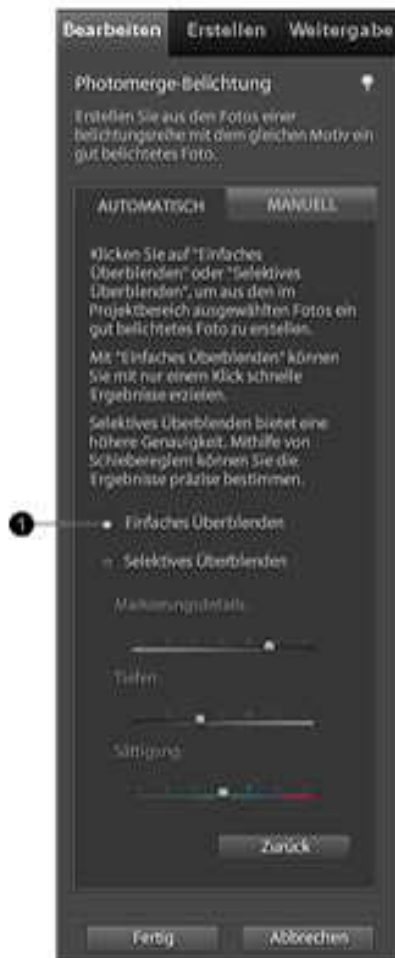 Bearbeiten Erstellen Weitergabe
Photomerge-Belichtung
Erstellen Sie aus den Fotos einer
Belichtungsreihe mit dem gleichen Motiv ein
gut belichtetes Foto.
AUTOMATISCH MANUELL
Klicken Sie auf "Einfaches
Überblenden" oder "Selektives
Überblenden", um aus den im
Projektbereich ausgewählten Fotos ein
gut belichtetes Foto zu erstellen.
Mit "Einfaches Überblenden" können
Sie mit nur einem Klick schnelle
Ergebnisse erzielen.
Selektives Überblenden bietet eine
höhere Genauigkeit. Mithilfe von
Schiebereglern können Sie die
Ergebnisse präzise bestimmen.
1
Einfaches Überblenden
Selektives Überblenden
Markierungsdetails:
Tiefen:
Sättigung:
Zurück
Fertig Abbrechen